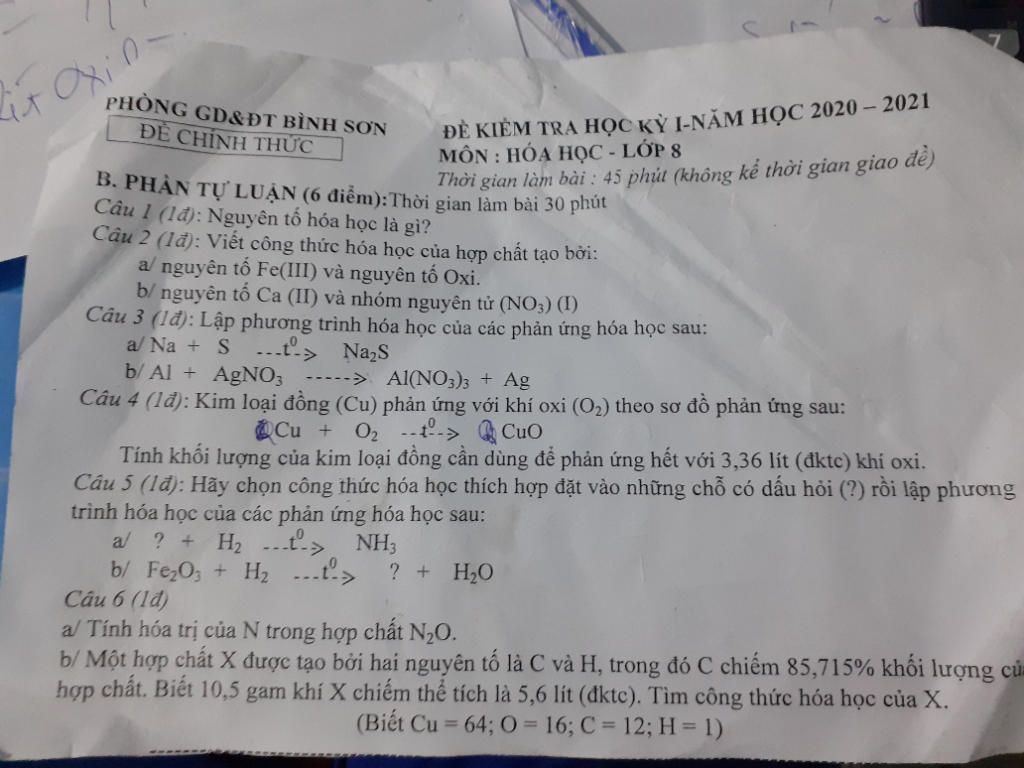 oxi
PHÒNG GD&ĐT BÌNH SƠN
ĐỀ CHÍNH THỨC
ĐỀ KIỂM TRA HỌC KỲ I-NĂM HỌC 2020 – 2021
MÔN : HÓA HỌC - LỚP 8
Thời gian làm bài : 45 phút (không kể thời gian giao đề)
B. PHẦN TỰ LUẬN (6 điểm):Thời gian làm bài 30 phút
Câu 1 (1đ): Nguyên tố hóa học là gì?
Câu 2 (1đ): Viết công thức hóa học của hợp chất tạo bởi:
a/ nguyên tố Fe(III) và nguyên tố Oxi.
b/ nguyên tố Ca (II) và nhóm nguyên tử (NO₃) (I)
Câu 3 (1đ): Lập phương trình hóa học của các phản ứng hóa học sau:
a/ Na + S ---t⁰-> Na₂S
b/ Al + AgNO₃ -----> Al(NO₃)₃ + Ag
Câu 4 (1đ): Kim loại đồng (Cu) phản ứng với khí oxi (O₂) theo sơ đồ phản ứng sau:
Cu + O₂ --t⁰--> CuO
Tính khối lượng của kim loại đồng cần dùng để phản ứng hết với 3,36 lít (đktc) khí oxi.
Câu 5 (1đ): Hãy chọn công thức hóa học thích hợp đặt vào những chỗ có dấu hỏi (?) rồi lập phương
trình hóa học của các phản ứng hóa học sau:
a/ ? + H₂ ---t⁰-> NH₃
b/ Fe₂O₃ + H₂ ---t⁰-> ? + H₂O
Câu 6 (1đ)
a/ Tính hóa trị của N trong hợp chất N₂O.
b/ Một hợp chất X được tạo bởi hai nguyên tố là C và H, trong đó C chiếm 85,715% khối lượng
hợp chất. Biết 10,5 gam khí X chiếm thể tích là 5,6 lít (đktc). Tìm công thức hóa học của X.
(Biết Cu = 64; O = 16; C = 12; H = 1)
7